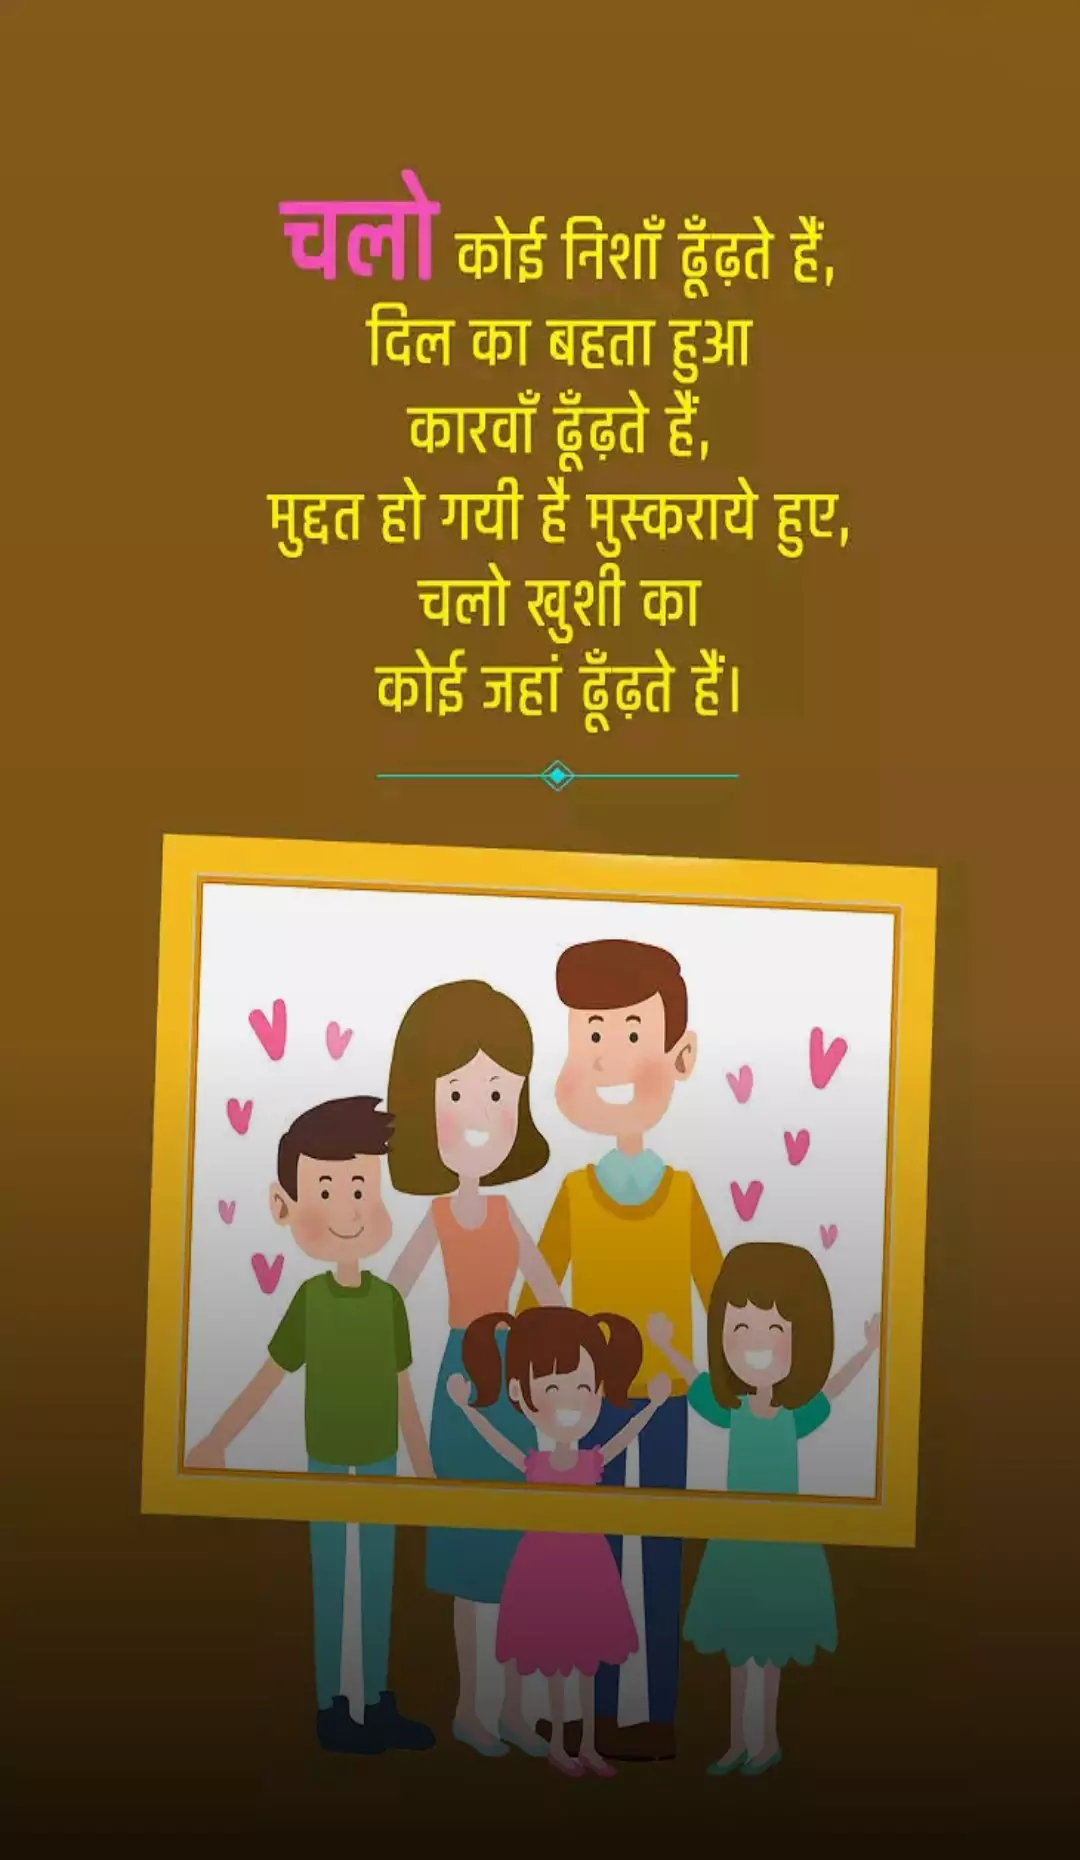 चलो कोई निशाँ ढूँढ़ते हैं,
दिल का बहता हुआ
कारवाँ ढूँढ़ते हैं,
मुद्दत हो गयी है मुस्कराये हुए,
चलो खुशी का
कोई जहां ढूँढ़ते हैं।